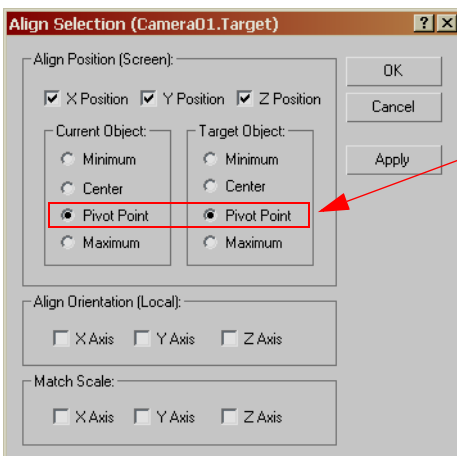 Align Selection (Camera01.Target)
Align Position (Screen):
X Position Y Position Z Position
Current Object: Target Object:
Minimum Minimum
Center Center
Pivot Point Pivot Point
Maximum Maximum
Align Orientation (Local):
X Axis Y Axis Z Axis
Match Scale:
X Axis Y Axis Z Axis
OK
Cancel
Apply